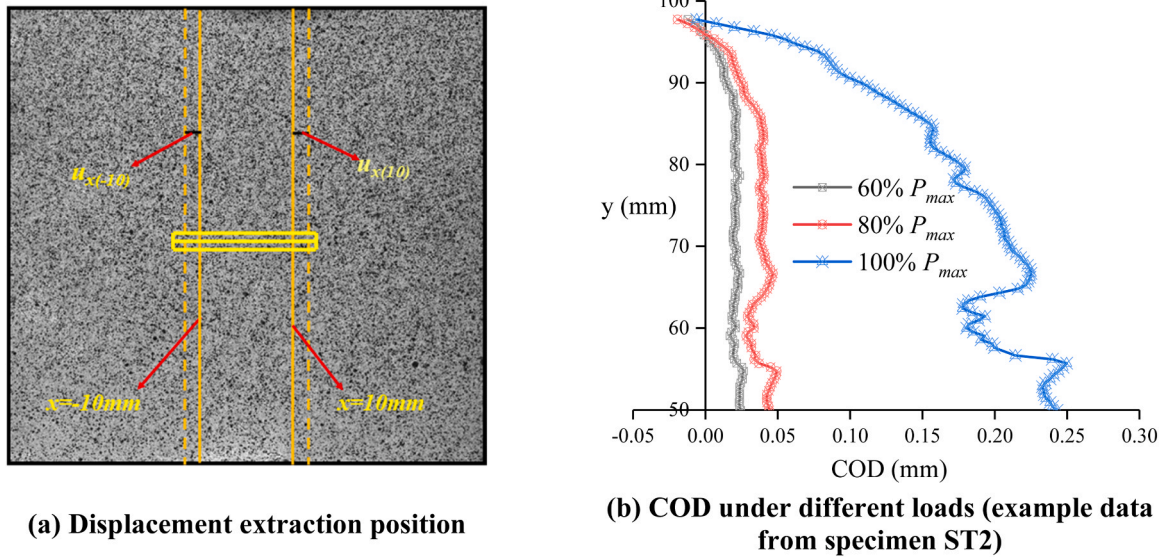 u_x(-10)
u_x(10)
x=-10mm
x=10mm
(a) Displacement extraction position
100
90
80
y (mm)
70
60
50
60% P_max
80% P_max
100% P_max
-0.05 0.00 0.05 0.10 0.15 0.20 0.25 0.30
COD (mm)
(b) COD under different loads (example data
from specimen ST2)